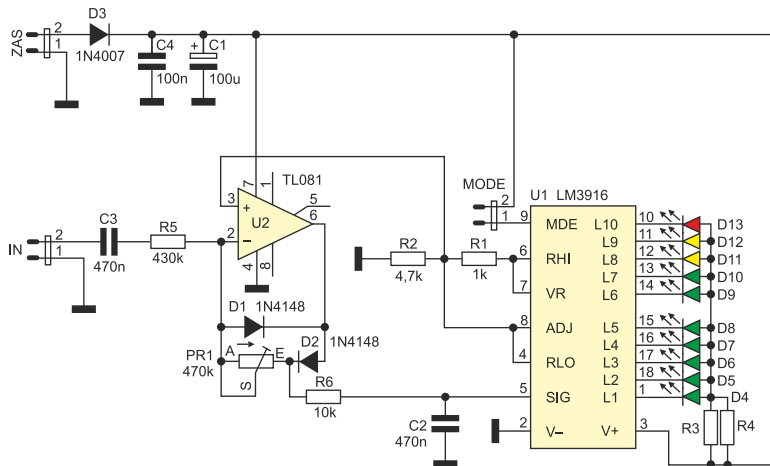 D3
ZAS
2
1
1N4007
C4
100n
+
C1
100u
TL081
7
1
3
+
5
6
U2
2
−
4
8
C3
470n
R5
430k
IN
2
1
D1
1N4148
D2
1N4148
PR1
470k
A
E
S
R6
10k
R2
4,7k
R1
1k
C2
470n
MODE
2
1
U1 LM3916
9
MDE
6
RHI
7
VR
8
ADJ
4
RLO
5
SIG
2
V−
L10
10
D13
L9
11
D12
L8
12
D11
L7
13
D10
L6
14
D9
L5
15
D8
L4
16
D7
L3
17
D6
L2
18
D5
L1
1
D4
V+
3
R3
R4